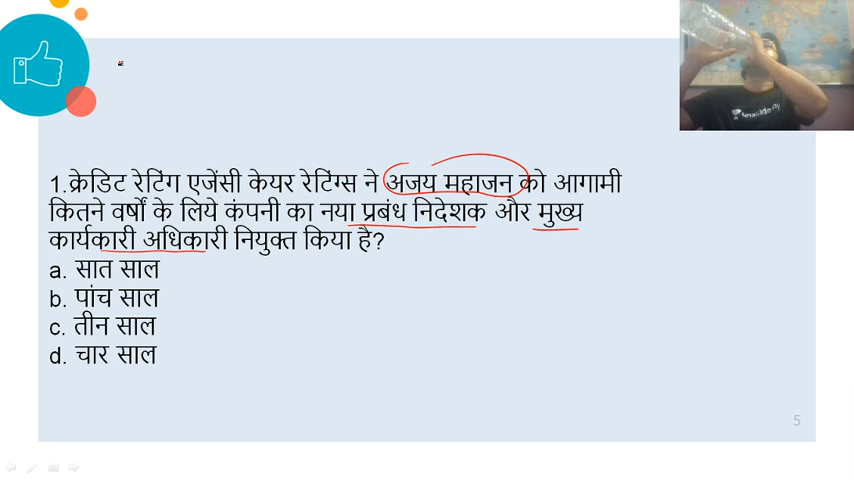 1.क्रेडिट रेटिंग एजेंसी केयर रेटिंग्स ने अजय महाजन को आगामी
कितने वर्षों के लिये कंपनी का नया प्रबंध निदेशक और मुख्य
कार्यकारी अधिकारी नियुक्त किया है?
a. सात साल
b. पांच साल
c. तीन साल
d. चार साल
5